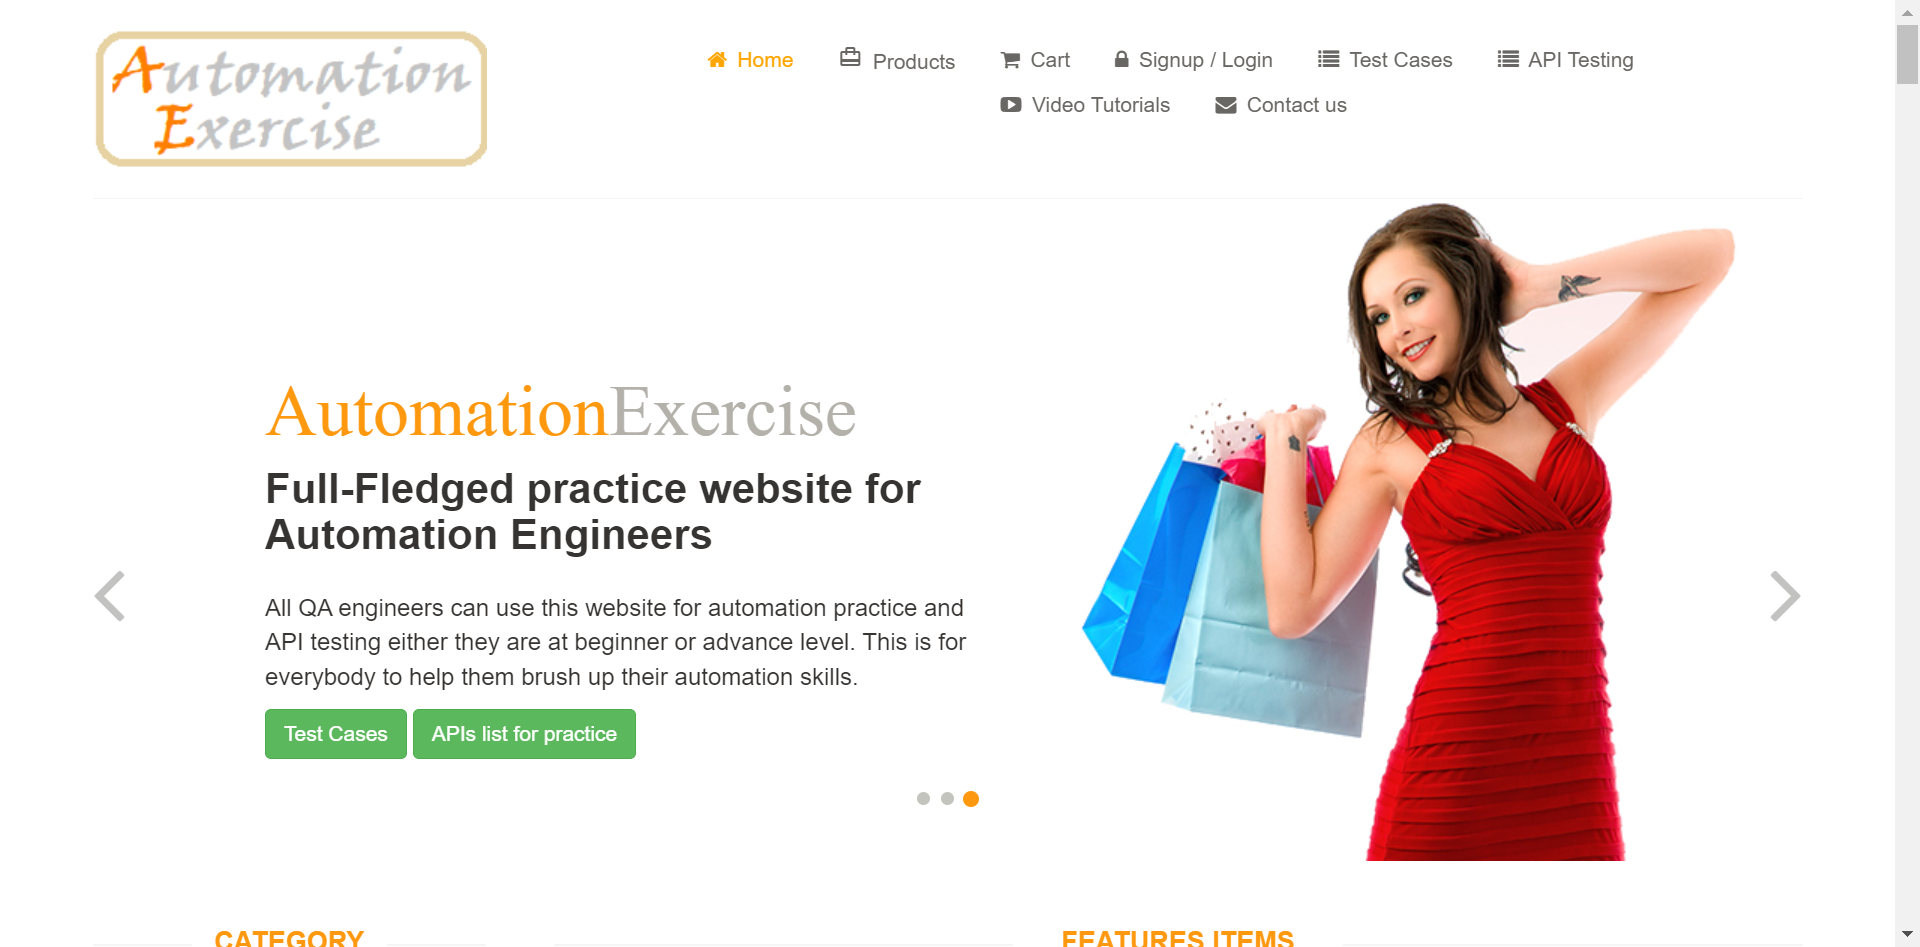 Automation
Exercise
Home
Products
Cart
Signup / Login
Test Cases
API Testing
Video Tutorials
Contact us
AutomationExercise
Full-Fledged practice website for
Automation Engineers
All QA engineers can use this website for automation practice and
API testing either they are at beginner or advance level. This is for
everybody to help them brush up their automation skills.
Test Cases
APIs list for practice
CATEGORY
FEATURES ITEMS